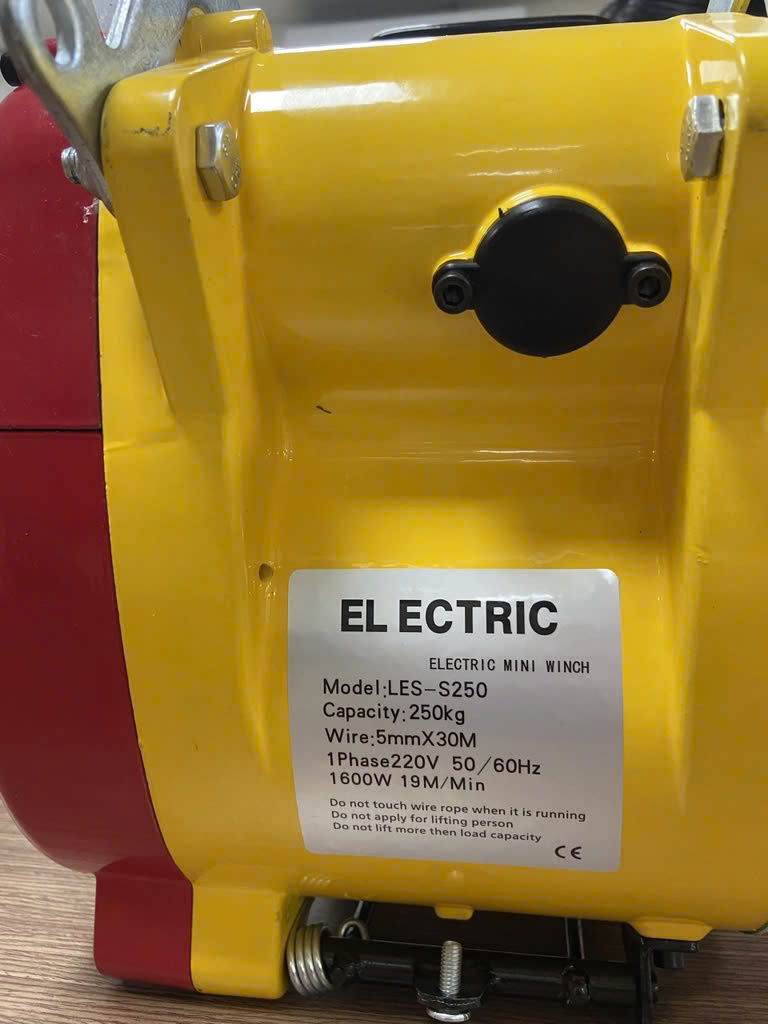 EL ECTRIC
ELECTRIC MINI WINCH
Model:LES-S250
Capacity:250kg
Wire:5mmX30M
1Phase220V 50/60Hz
1600W 19M/Min
Do not touch wire rope when it is running
Do not apply for lifting person
Do not lift more then load capacity
CE